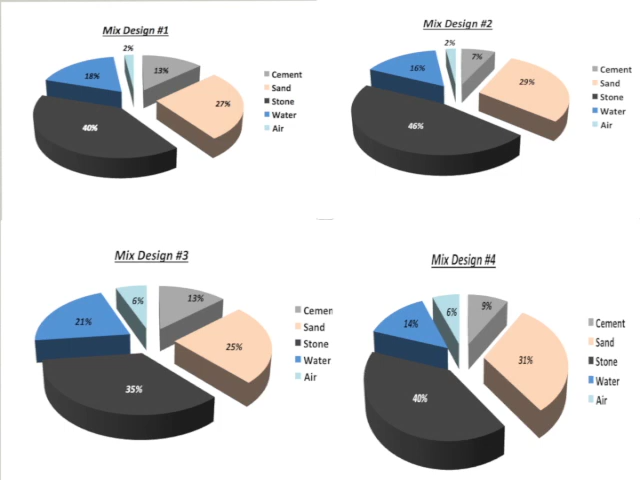 Mix Design #1
2%
13%
18%
27%
40%
Cement
Sand
Stone
Water
Air
Mix Design #2
2%
7%
16%
29%
46%
Cement
Sand
Stone
Water
Air
Mix Design #3
6%
13%
21%
25%
35%
Cemen
Sand
Stone
Water
Air
Mix Design #4
6%
9%
14%
31%
40%
Cement
Sand
Stone
Water
Air